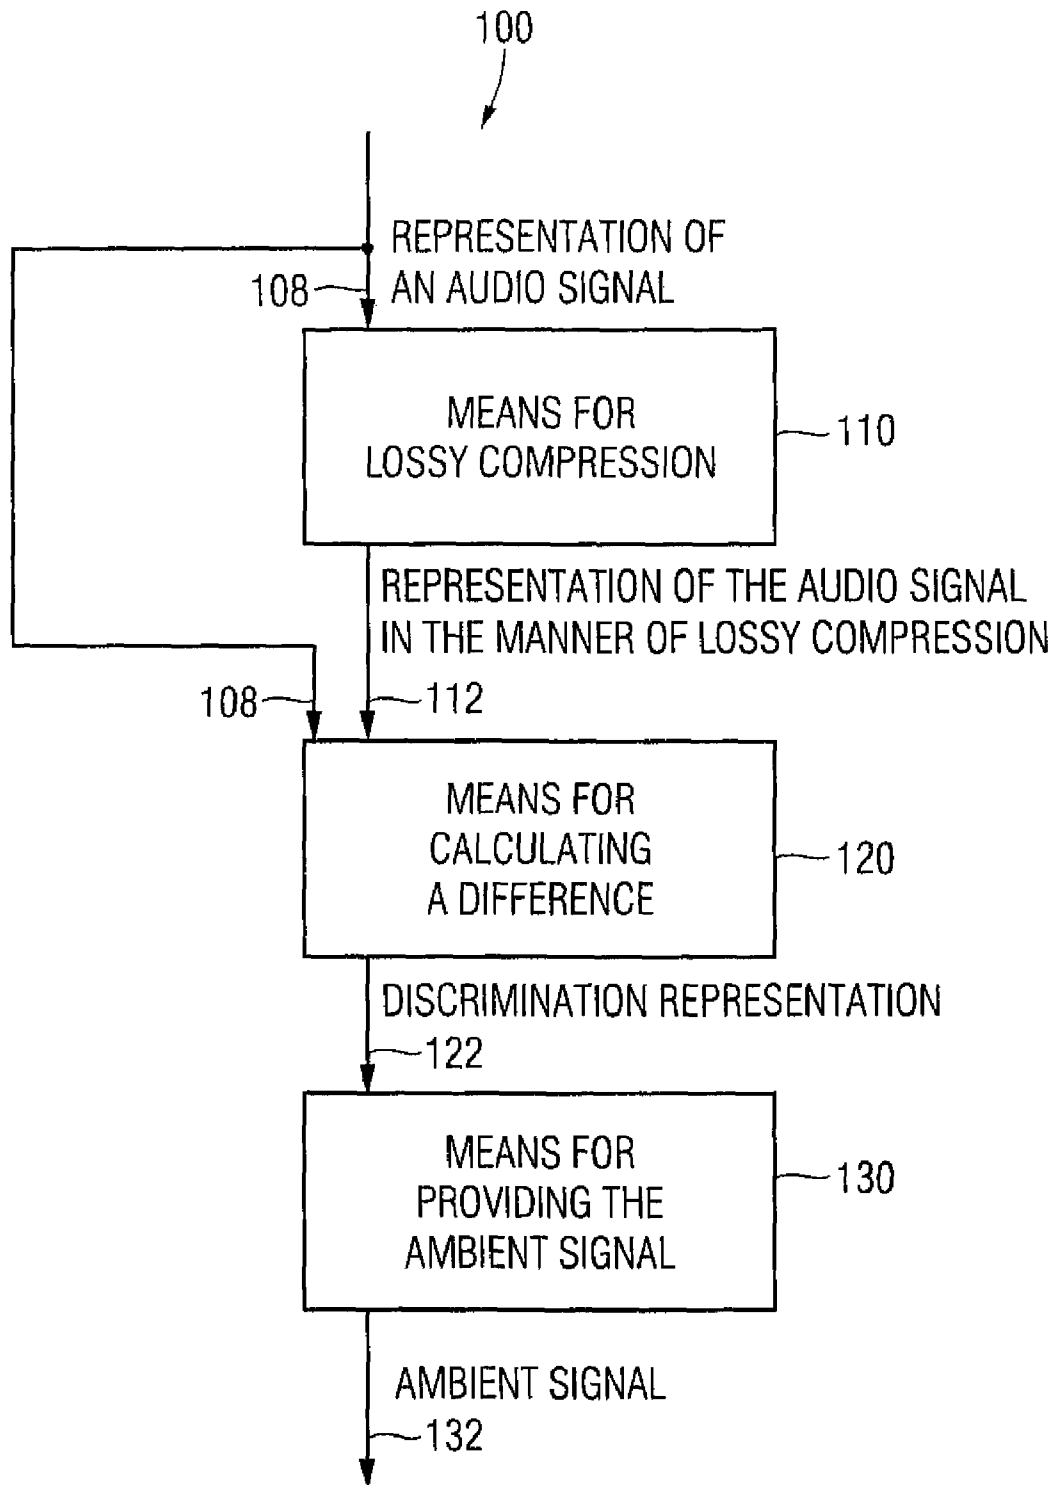 100
REPRESENTATION OF
AN AUDIO SIGNAL
108
MEANS FOR
LOSSY COMPRESSION
110
REPRESENTATION OF THE AUDIO SIGNAL
IN THE MANNER OF LOSSY COMPRESSION
108
112
MEANS FOR
CALCULATING
A DIFFERENCE
120
DISCRIMINATION REPRESENTATION
122
MEANS FOR
PROVIDING THE
AMBIENT SIGNAL
130
AMBIENT SIGNAL
132